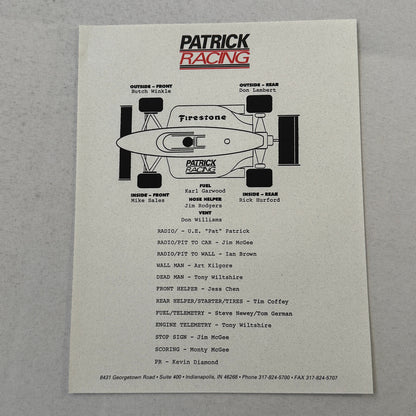 PATRICK
RACING
OUTSIDE - FRONT
Butch Winkle
OUTSIDE - REAR
Don Lambert
Firestone
PATRICK
RACING
INSIDE - FRONT
Mike Sales
FUEL
Karl Garwood
HOSE HELPER
Jim Rodgers
VENT
Don Williams
INSIDE - REAR
Rick Hurford
RADIO/ - U.E. "Pat" Patrick
RADIO/PIT TO CAR - Jim McGee
RADIO/PIT TO WALL - Ian Brown
WALL MAN - Art Kilgore
DEAD MAN - Tony Wiltshire
FRONT HELPER - Jess Chen
REAR HELPER/STARTER/TIRES - Tim Coffey
FUEL/TELEMETRY - Steve Newey/Tom German
ENGINE TELEMETRY - Tony Wiltshire
STOP SIGN - Jim McGee
SCORING - Monty McGee
PR - Kevin Diamond
8431 Georgetown Road • Suite 400 • Indianapolis, IN 46268 • Phone 317-824-5700 • FAX 317-824-5707